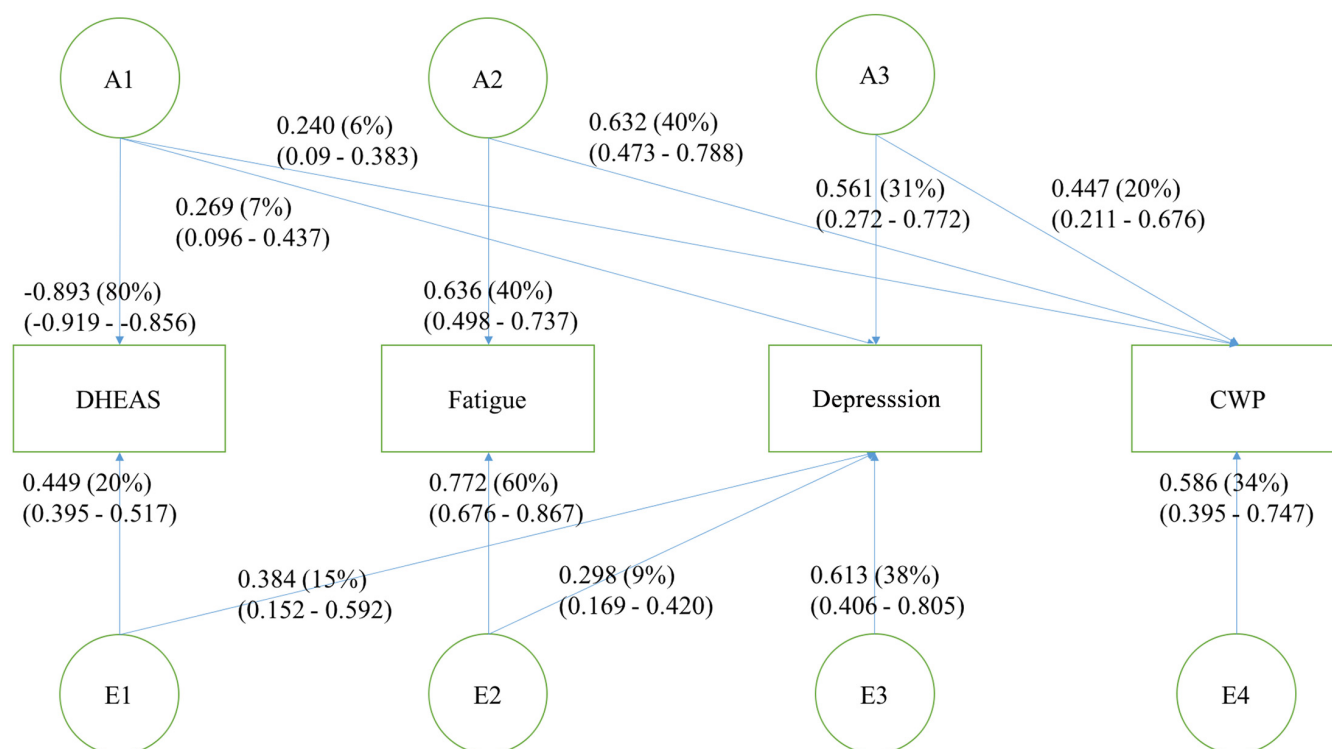 A1
A2
A3
0.240 (6%)
(0.09 - 0.383)
0.632 (40%)
(0.473 - 0.788)
0.561 (31%)
(0.272 - 0.772)
0.447 (20%)
(0.211 - 0.676)
0.269 (7%)
(0.096 - 0.437)
-0.893 (80%)
(-0.919 - -0.856)
0.636 (40%)
(0.498 - 0.737)
DHEAS
Fatigue
Depresssion
CWP
0.449 (20%)
(0.395 - 0.517)
0.772 (60%)
(0.676 - 0.867)
0.586 (34%)
(0.395 - 0.747)
0.384 (15%)
(0.152 - 0.592)
0.298 (9%)
(0.169 - 0.420)
0.613 (38%)
(0.406 - 0.805)
E1
E2
E3
E4